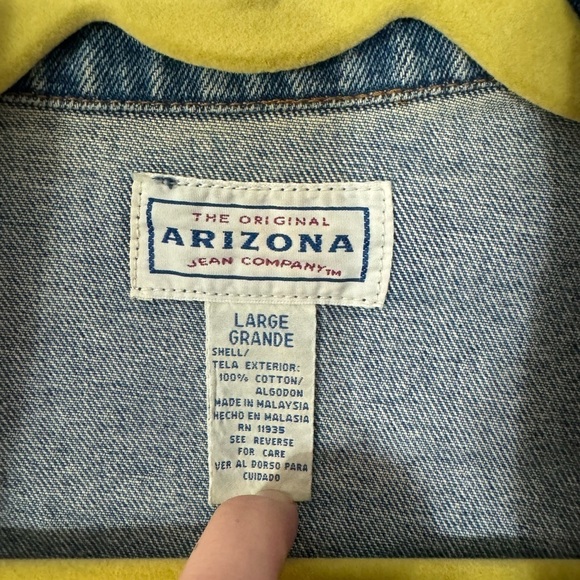 THE ORIGINAL
ARIZONA
JEAN COMPANY™
LARGE
GRANDE
SHELL/
TELA EXTERIOR:
100% COTTON/
ALGODON
MADE IN MALAYSIA
HECHO EN MALASIA
RN 11935
SEE REVERSE
FOR CARE
VER AL DORSO PARA
CUIDADO